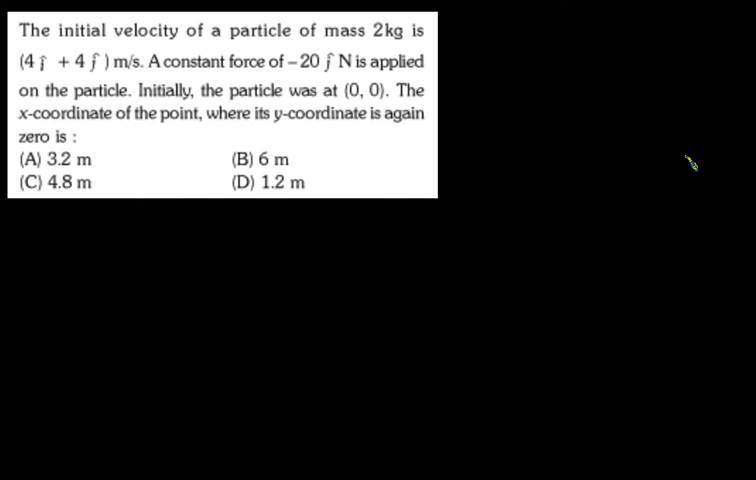 The initial velocity of a particle of mass 2kg is
(4 î + 4 ĵ ) m/s. A constant force of – 20 ĵ N is applied
on the particle. Initially, the particle was at (0, 0). The
x-coordinate of the point, where its y-coordinate is again
zero is :
(A) 3.2 m (B) 6 m
(C) 4.8 m (D) 1.2 m